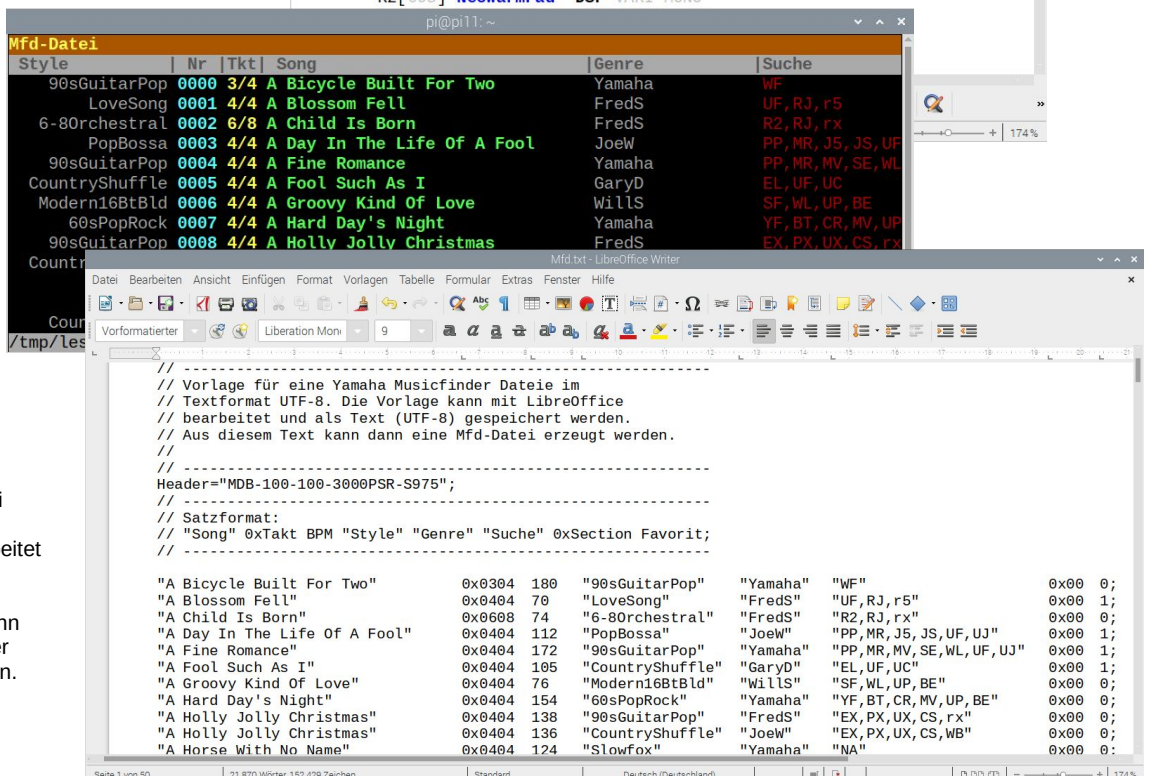 pi@pi11: ~
Mfd-Datei
Style | Nr |Tkt| Song |Genre |Suche
90sGuitarPop 0000 3/4 A Bicycle Built For Two Yamaha WF
LoveSong 0001 4/4 A Blossom Fell FredS UF,RJ,r5
6-8Orchestral 0002 6/8 A Child Is Born FredS R2,RJ,rx
PopBossa 0003 4/4 A Day In The Life Of A Fool JoeW PP,MR,J5,JS,UF
90sGuitarPop 0004 4/4 A Fine Romance Yamaha PP,MR,MV,SE,WL
CountryShuffle 0005 4/4 A Fool Such As I GaryD EL,UF,UC
Modern16BtBld 0006 4/4 A Groovy Kind Of Love WillS SF,WL,UP,BE
60sPopRock 0007 4/4 A Hard Day's Night Yamaha YF,BT,CR,MV,UP
90sGuitarPop 0008 4/4 A Holly Jolly Christmas FredS EX,PX,UX,CS,rx
Countr
Cour
/tmp/les
»
174%
Mfd.txt - LibreOffice Writer
Datei Bearbeiten Ansicht Einfügen Format Vorlagen Tabelle Formular Extras Fenster Hilfe
Vorformatierter Liberation Mon 9
// ------------------------------------------------------------
// Vorlage für eine Yamaha Musicfinder Dateie im
// Textformat UTF-8. Die Vorlage kann mit LibreOffice
// bearbeitet und als Text (UTF-8) gespeichert werden.
// Aus diesem Text kann dann eine Mfd-Datei erzeugt werden.
//
// ------------------------------------------------------------
Header="MDB-100-100-3000PSR-S975";
// ------------------------------------------------------------
// Satzformat:
// "Song" 0xTakt BPM "Style" "Genre" "Suche" 0xSection Favorit;
// ------------------------------------------------------------
"A Bicycle Built For Two" 0x0304 180 "90sGuitarPop" "Yamaha" "WF" 0x00 0;
"A Blossom Fell" 0x0404 70 "LoveSong" "FredS" "UF,RJ,r5" 0x00 1;
"A Child Is Born" 0x0608 74 "6-8Orchestral" "FredS" "R2,RJ,rx" 0x00 0;
"A Day In The Life Of A Fool" 0x0404 112 "PopBossa" "JoeW" "PP,MR,J5,JS,UF,UJ" 0x00 1;
"A Fine Romance" 0x0404 172 "90sGuitarPop" "Yamaha" "PP,MR,MV,SE,WL,UF,UJ" 0x00 1;
"A Fool Such As I" 0x0404 105 "CountryShuffle" "GaryD" "EL,UF,UC" 0x00 1;
"A Groovy Kind Of Love" 0x0404 76 "Modern16BtBld" "WillS" "SF,WL,UP,BE" 0x00 0;
"A Hard Day's Night" 0x0404 154 "60sPopRock" "Yamaha" "YF,BT,CR,MV,UP,BE" 0x00 0;
"A Holly Jolly Christmas" 0x0404 138 "90sGuitarPop" "FredS" "EX,PX,UX,CS,rx" 0x00 0;
"A Holly Jolly Christmas" 0x0404 136 "CountryShuffle" "JoeW" "EX,PX,UX,CS,WB" 0x00 0;
"A Horse With No Name" 0x0404 124 "Slowfox" "Yamaha" "NA" 0x00 0;
Seite 1 von 50 21.870 Wörter, 152.429 Zeichen Standard Deutsch (Deutschland) 174%
i
eitet
nn
er
n.